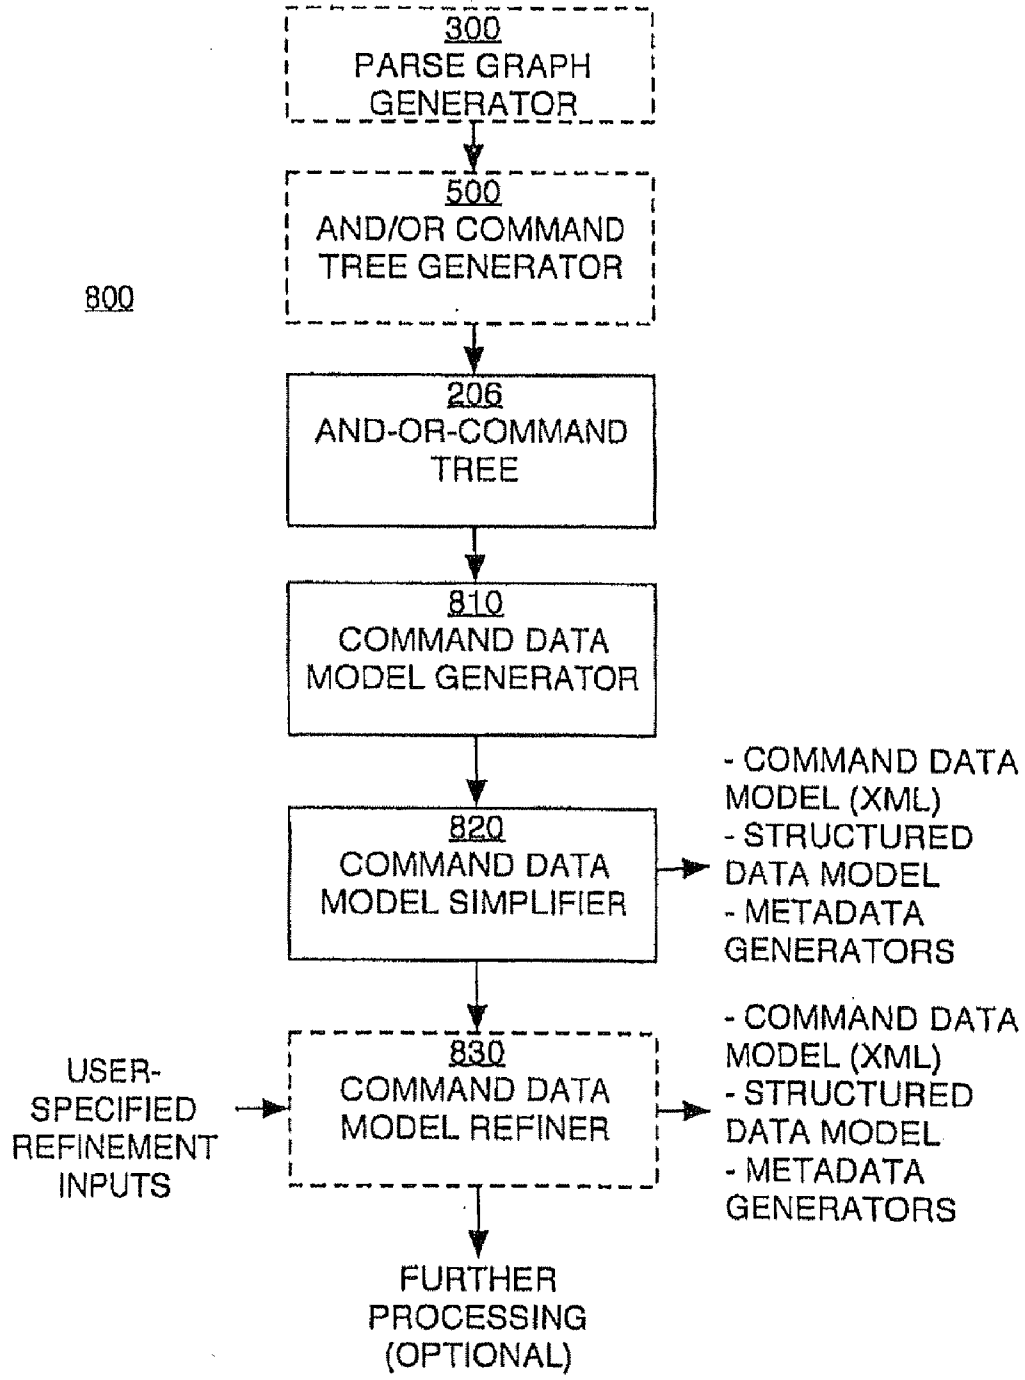 300
PARSE GRAPH
GENERATOR
500
AND/OR COMMAND
TREE GENERATOR
800
206
AND-OR-COMMAND
TREE
810
COMMAND DATA
MODEL GENERATOR
820
COMMAND DATA
MODEL SIMPLIFIER
- COMMAND DATA
MODEL (XML)
- STRUCTURED
DATA MODEL
- METADATA
GENERATORS
USER-
SPECIFIED
REFINEMENT
INPUTS
830
COMMAND DATA
MODEL REFINER
- COMMAND DATA
MODEL (XML)
- STRUCTURED
DATA MODEL
- METADATA
GENERATORS
FURTHER
PROCESSING
(OPTIONAL)